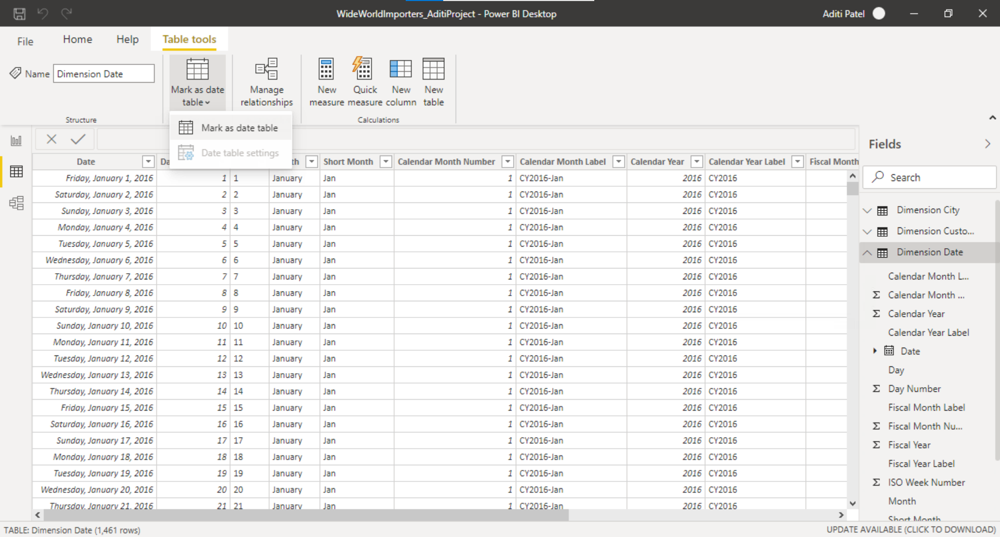 WideWorldImporters_AditiProject - Power BI Desktop
Aditi Patel
File
Home
Help
Table tools
Name
Dimension Date
Mark as date
table
Manage
relationships
New
measure
Quick
measure
New
column
New
table
Structure
Calculations
Mark as date table
Date table settings
Date Da th Short Month Calendar Month Number Calendar Month Label Calendar Year Calendar Year Label Fiscal Month
Friday, January 1, 2016 1 1 January Jan 1 CY2016-Jan 2016 CY2016
Saturday, January 2, 2016 2 2 January Jan 1 CY2016-Jan 2016 CY2016
Sunday, January 3, 2016 3 3 January Jan 1 CY2016-Jan 2016 CY2016
Monday, January 4, 2016 4 4 January Jan 1 CY2016-Jan 2016 CY2016
Tuesday, January 5, 2016 5 5 January Jan 1 CY2016-Jan 2016 CY2016
Wednesday, January 6, 2016 6 6 January Jan 1 CY2016-Jan 2016 CY2016
Thursday, January 7, 2016 7 7 January Jan 1 CY2016-Jan 2016 CY2016
Friday, January 8, 2016 8 8 January Jan 1 CY2016-Jan 2016 CY2016
Saturday, January 9, 2016 9 9 January Jan 1 CY2016-Jan 2016 CY2016
Sunday, January 10, 2016 10 10 January Jan 1 CY2016-Jan 2016 CY2016
Monday, January 11, 2016 11 11 January Jan 1 CY2016-Jan 2016 CY2016
Tuesday, January 12, 2016 12 12 January Jan 1 CY2016-Jan 2016 CY2016
Wednesday, January 13, 2016 13 13 January Jan 1 CY2016-Jan 2016 CY2016
Thursday, January 14, 2016 14 14 January Jan 1 CY2016-Jan 2016 CY2016
Friday, January 15, 2016 15 15 January Jan 1 CY2016-Jan 2016 CY2016
Saturday, January 16, 2016 16 16 January Jan 1 CY2016-Jan 2016 CY2016
Sunday, January 17, 2016 17 17 January Jan 1 CY2016-Jan 2016 CY2016
Monday, January 18, 2016 18 18 January Jan 1 CY2016-Jan 2016 CY2016
Tuesday, January 19, 2016 19 19 January Jan 1 CY2016-Jan 2016 CY2016
Wednesday, January 20, 2016 20 20 January Jan 1 CY2016-Jan 2016 CY2016
Thursday, January 21, 2016 21 21 January Jan 1 CY2016-Jan 2016 CY2016
Fields
Search
Dimension City
Dimension Custo...
Dimension Date
Calendar Month L...
Σ Calendar Month ...
Σ Calendar Year
Calendar Year Label
Date
Day
Σ Day Number
Fiscal Month Label
Σ Fiscal Month Nu...
Σ Fiscal Year
Fiscal Year Label
Σ ISO Week Number
Month
Short Month
TABLE: Dimension Date (1,461 rows)
UPDATE AVAILABLE (CLICK TO DOWNLOAD)